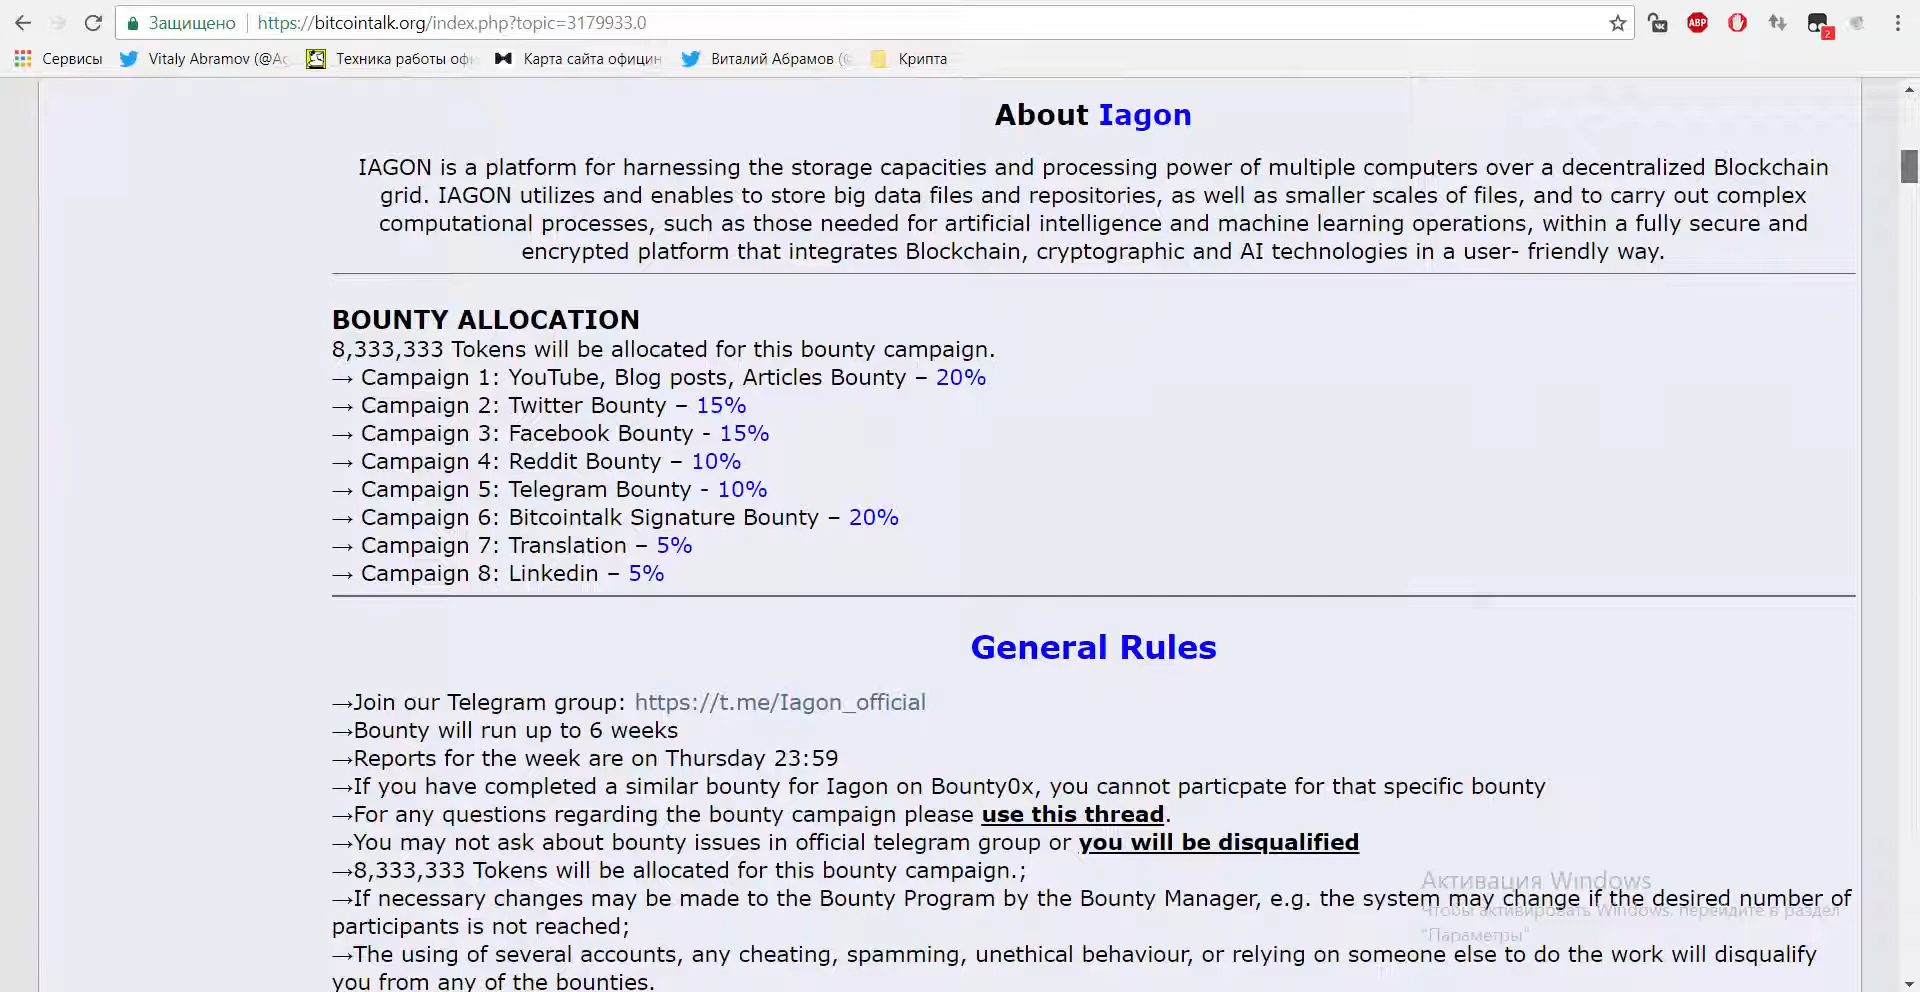 Защищено
https://bitcointalk.org/index.php?topic=3179933.0
ABP
2
Сервисы
Vitaly Abramov (@Ac
Техника работы офи
Карта сайта официн
Виталий Абрамов (
Крипта
About Iagon
IAGON is a platform for harnessing the storage capacities and processing power of multiple computers over a decentralized Blockchain
grid. IAGON utilizes and enables to store big data files and repositories, as well as smaller scales of files, and to carry out complex
computational processes, such as those needed for artificial intelligence and machine learning operations, within a fully secure and
encrypted platform that integrates Blockchain, cryptographic and AI technologies in a user- friendly way.
BOUNTY ALLOCATION
8,333,333 Tokens will be allocated for this bounty campaign.
→ Campaign 1: YouTube, Blog posts, Articles Bounty – 20%
→ Campaign 2: Twitter Bounty – 15%
→ Campaign 3: Facebook Bounty - 15%
→ Campaign 4: Reddit Bounty – 10%
→ Campaign 5: Telegram Bounty - 10%
→ Campaign 6: Bitcointalk Signature Bounty – 20%
→ Campaign 7: Translation – 5%
→ Campaign 8: Linkedin – 5%
General Rules
→Join our Telegram group: https://t.me/Iagon_official
→Bounty will run up to 6 weeks
→Reports for the week are on Thursday 23:59
→If you have completed a similar bounty for Iagon on Bounty0x, you cannot particpate for that specific bounty
→For any questions regarding the bounty campaign please use this thread.
→You may not ask about bounty issues in official telegram group or you will be disqualified
→8,333,333 Tokens will be allocated for this bounty campaign.;
Активация Windows
→If necessary changes may be made to the Bounty Program by the Bounty Manager, e.g. the system may change if the desired number of
Чтобы активировать Windows, перейдите в раздел
participants is not reached;
"Параметры"
→The using of several accounts, any cheating, spamming, unethical behaviour, or relying on someone else to do the work will disqualify
you from any of the bounties.